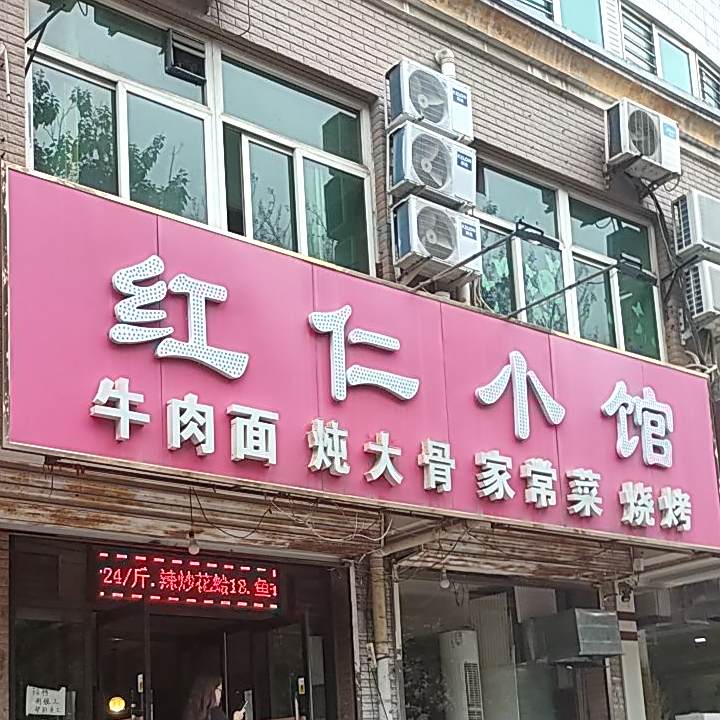 红仁小馆
牛肉面 炖大骨 家常菜 烧烤
24/斤.辣炒花蛤18.鱼